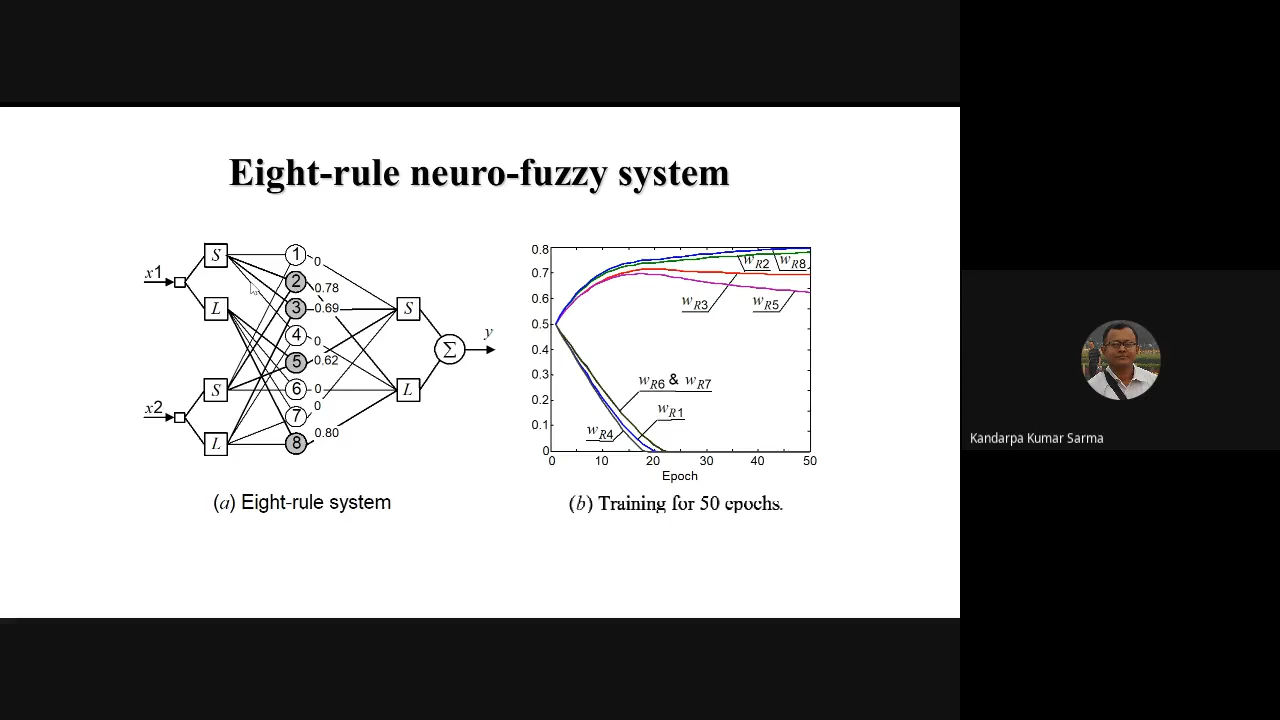 Eight-rule neuro-fuzzy system
x1
S
L
x2
S
L
1
2
3
4
5
6
7
8
0
0.78
0.69
0
0.62
0
0
0.80
S
L
Σ
y
(a) Eight-rule system
0.8
0.7
0.6
0.5
0.4
0.3
0.2
0.1
0
0 10 20 30 40 50
Epoch
wR2 wR8
wR3 wR5
wR6 & wR7
wR1
wR4
(b) Training for 50 epochs.
Kandarpa Kumar Sarma